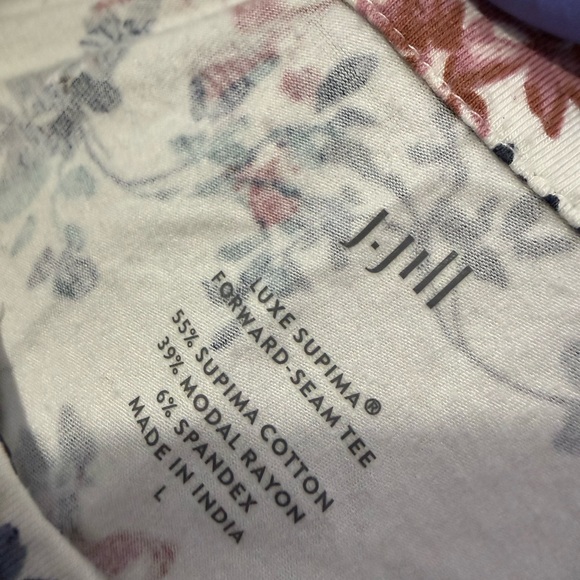 J.Jill
LUXE SUPIMA®
FORWARD-SEAM TEE
55% SUPIMA COTTON
39% MODAL RAYON
6% SPANDEX
MADE IN INDIA
L